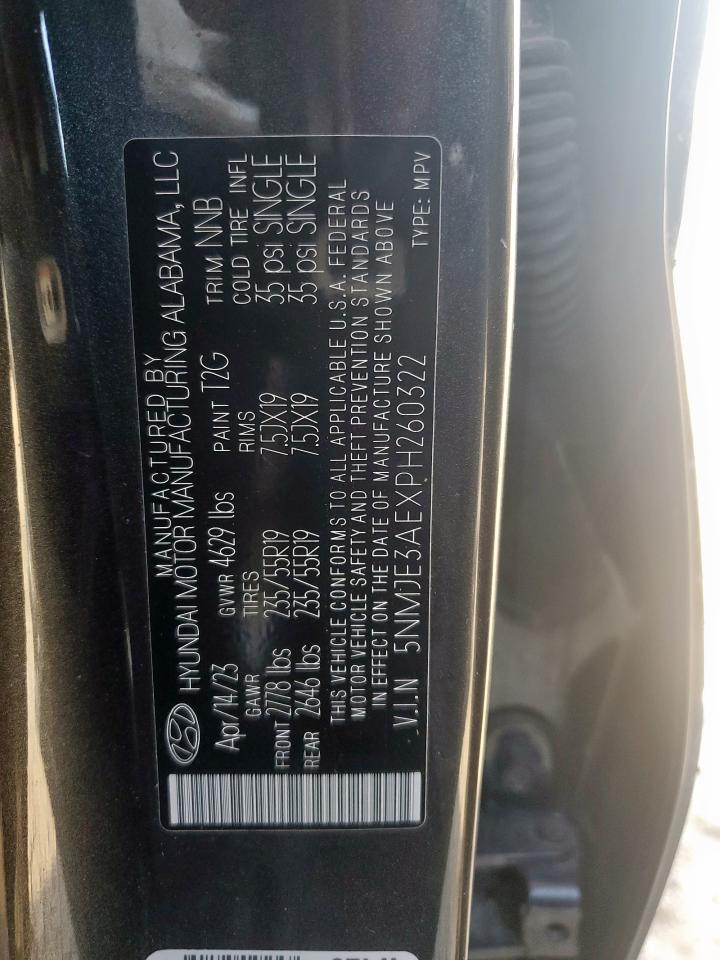 MANUFACTURED BY
HYUNDAI MOTOR MANUFACTURING ALABAMA, LLC
Apr/14/23 GVWR 4629 lbs PAINT T2G TRIM NNB
GAWR TIRES RIMS COLD TIRE INFL
FRONT 2778 lbs 235/55R19 7.5JX19 35 psi SINGLE
REAR 2646 lbs 235/55R19 7.5JX19 35 psi SINGLE
THIS VEHICLE CONFORMS TO ALL APPLICABLE U.S.A. FEDERAL
MOTOR VEHICLE SAFETY AND THEFT PREVENTION STANDARDS
IN EFFECT ON THE DATE OF MANUFACTURE SHOWN ABOVE
V.I.N 5NMJE3AEXPH260322 TYPE: MPV